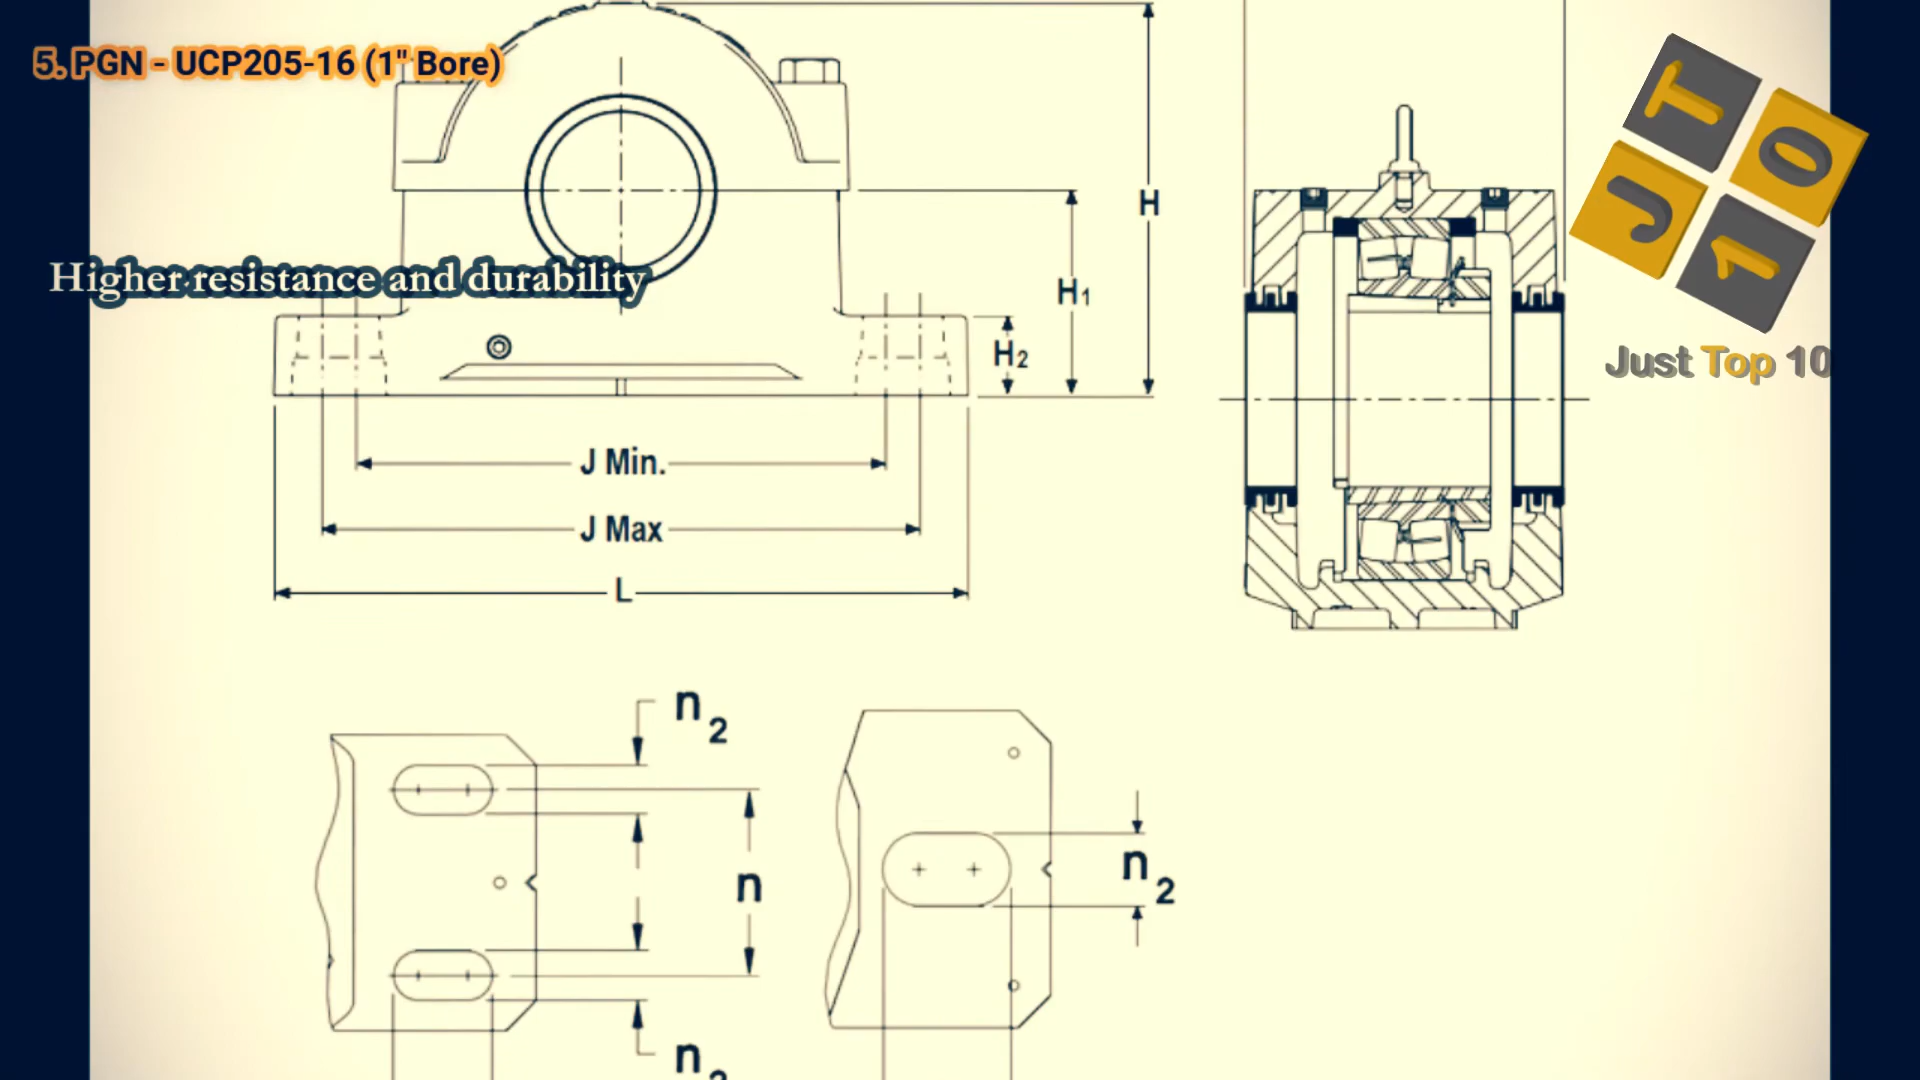 5. PGN - UCP205-16 (1" Bore)
Higher resistance and durability
H
H1
H2
J Min.
J Max
L
T
O
J
1
Just Top 10
n2
n
n2
n2